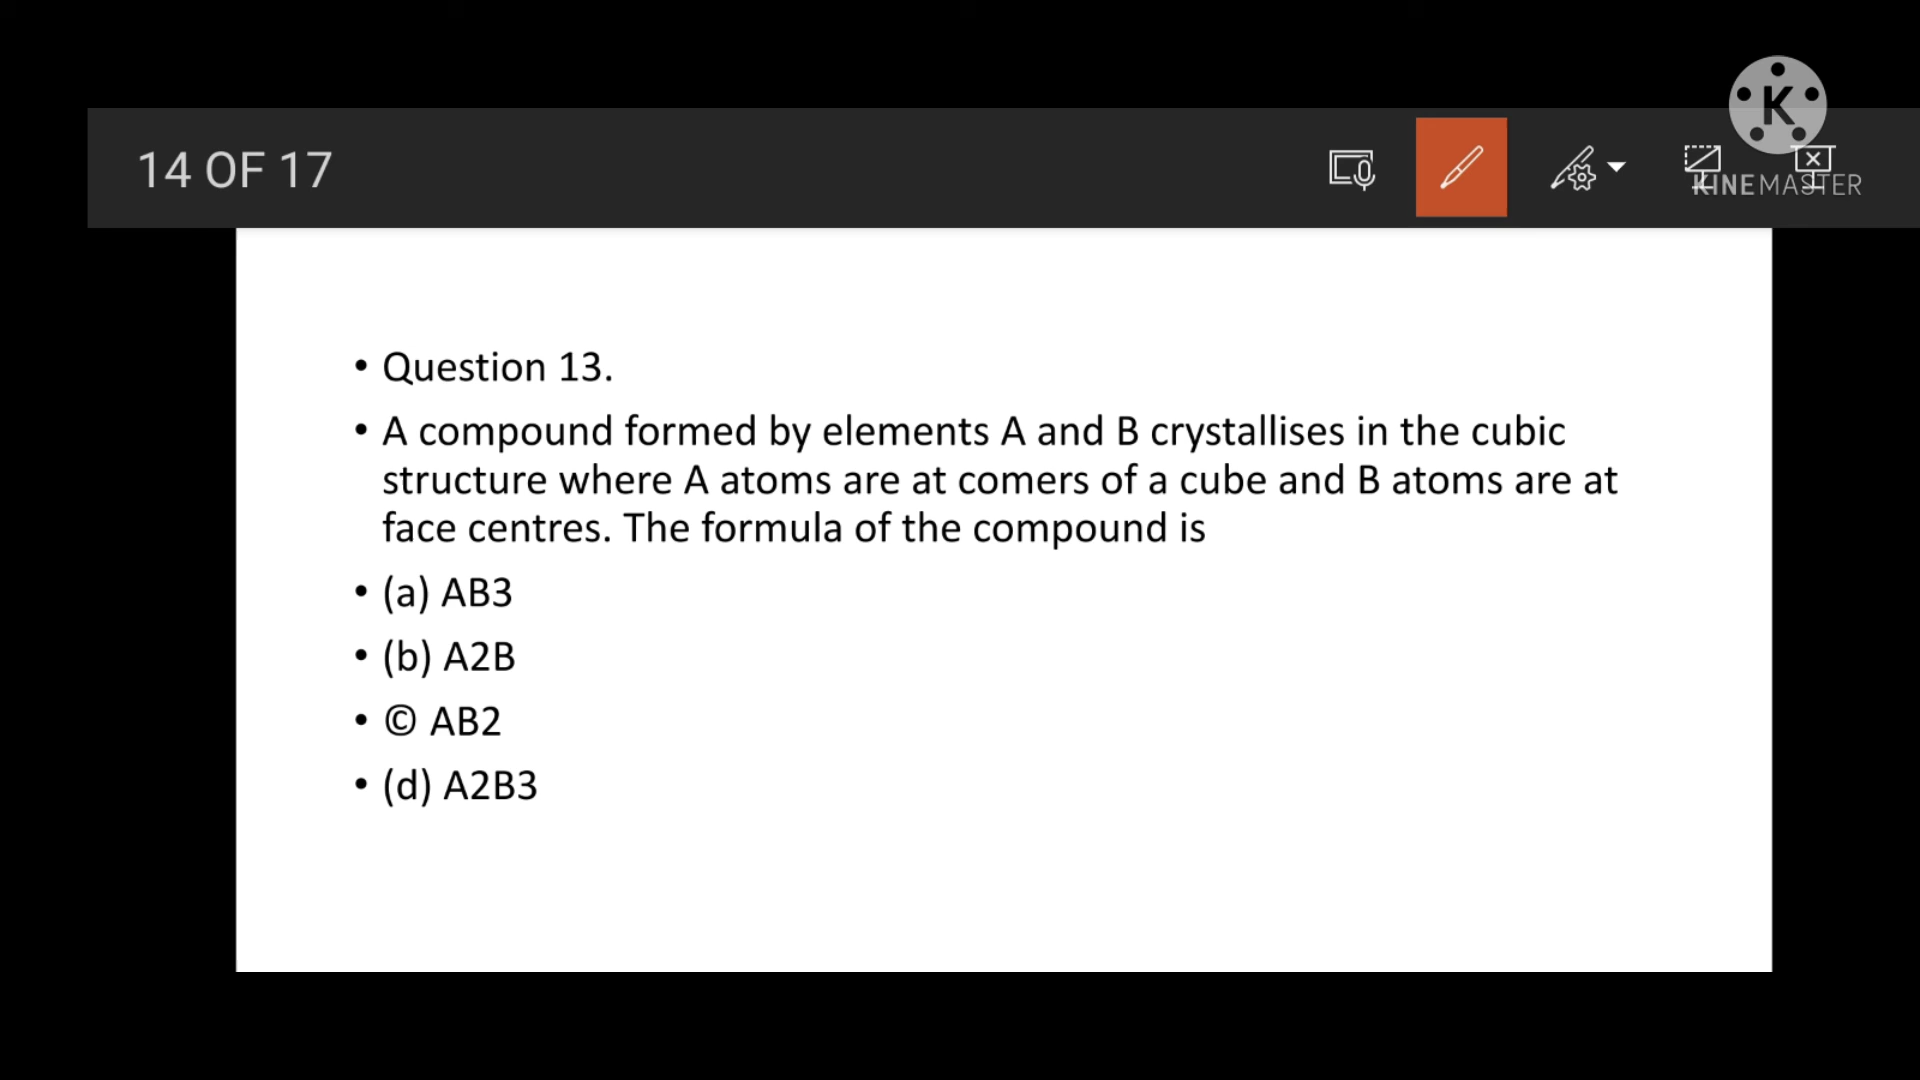 K
14 OF 17
KINEMASTER
• Question 13.
• A compound formed by elements A and B crystallises in the cubic
structure where A atoms are at comers of a cube and B atoms are at
face centres. The formula of the compound is
• (a) AB3
• (b) A2B
• © AB2
• (d) A2B3